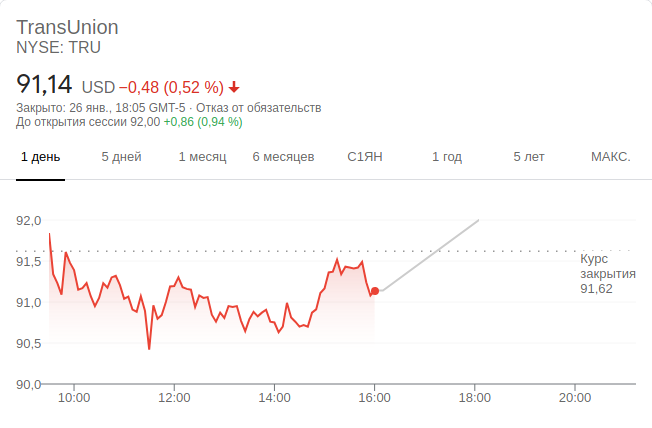 TransUnion
NYSE: TRU
91,14 USD −0,48 (0,52 %)
Закрыто: 26 янв., 18:05 GMT-5 · Отказ от обязательств
До открытия сессии 92,00 +0,86 (0,94 %)
1 день 5 дней 1 месяц 6 месяцев С1ЯН 1 год 5 лет МАКС.
92,0
91,5
91,0
90,5
90,0
Курс
закрытия
91,62
10:00 12:00 14:00 16:00 18:00 20:00